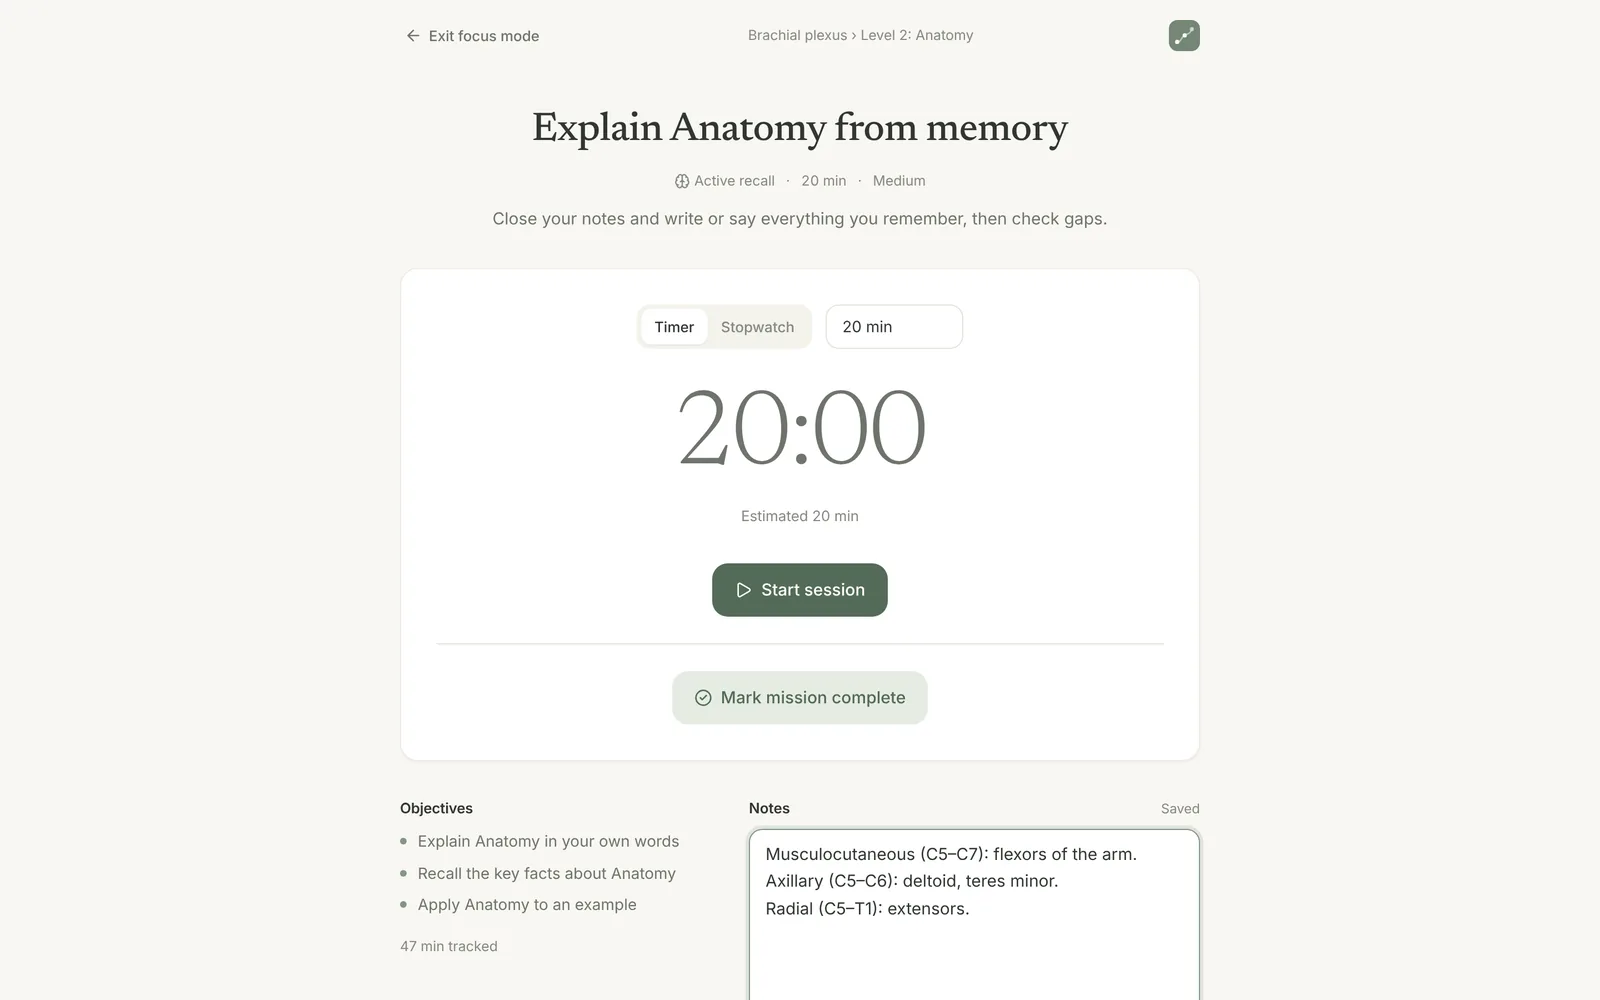 Exit focus mode
Brachial plexus › Level 2: Anatomy
Explain Anatomy from memory
Active recall · 20 min · Medium
Close your notes and write or say everything you remember, then check gaps.
Timer
Stopwatch
20 min
20:00
Estimated 20 min
Start session
Mark mission complete
Objectives
Explain Anatomy in your own words
Recall the key facts about Anatomy
Apply Anatomy to an example
47 min tracked
Notes
Saved
Musculocutaneous (C5–C7): flexors of the arm.
Axillary (C5–C6): deltoid, teres minor.
Radial (C5–T1): extensors.